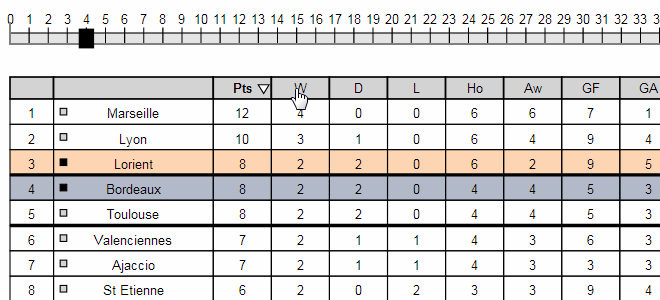 0 1 2 3 4 5 6 7 8 9 10 11 12 13 14 15 16 17 18 19 20 21 22 23 24 25 26 27 28 29 30 31 32 33
Pts W D L Ho Aw GF GA
1 Marseille 12 4 0 0 6 6 7 1
2 Lyon 10 3 1 0 6 4 9 4
3 Lorient 8 2 2 0 6 2 9 5
4 Bordeaux 8 2 2 0 4 4 5 3
5 Toulouse 8 2 2 0 4 4 5 3
6 Valenciennes 7 2 1 1 4 3 6 3
7 Ajaccio 7 2 1 1 4 3 3 3
8 St Etienne 6 2 0 2 3 3 9 4